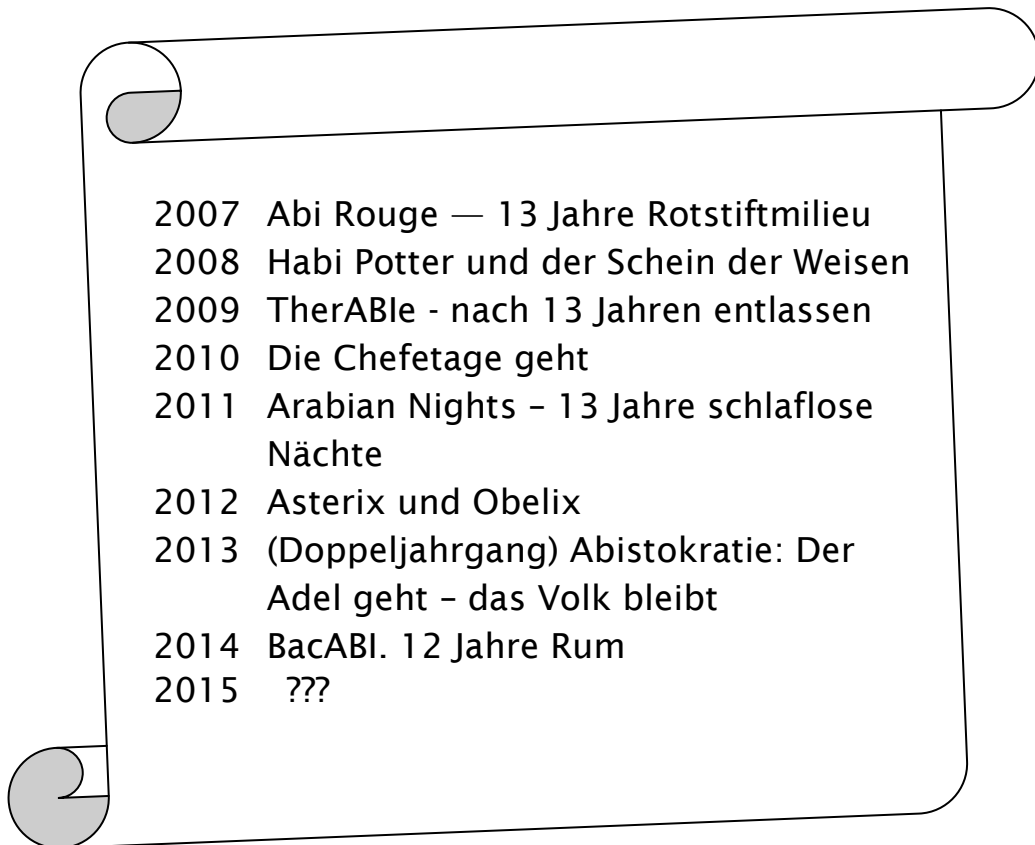 2007 Abi Rouge — 13 Jahre Rotstiftmilieu
2008 Habi Potter und der Schein der Weisen
2009 TherABIe - nach 13 Jahren entlassen
2010 Die Chefetage geht
2011 Arabian Nights – 13 Jahre schlaflose
Nächte
2012 Asterix und Obelix
2013 (Doppeljahrgang) Abistokratie: Der
Adel geht – das Volk bleibt
2014 BacABI. 12 Jahre Rum
2015 ???